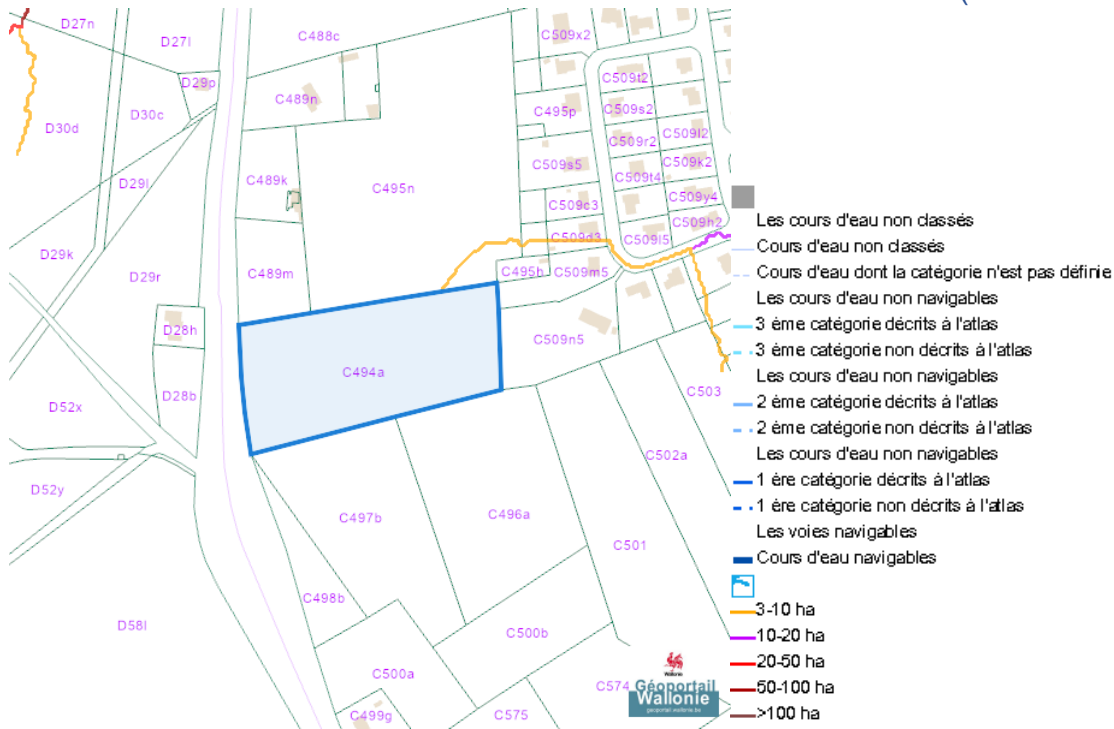 D27n
D27l
C488c
C509x2
D29p
C489n
C509t2
D30c
C495p
C509s2
D30d
C509r2
C509l2
C509s5
C509k2
D29l
C489k
C495n
C509t4
C509c3
C509y4
C509d3
C509h2
C509l5
D29k
D29r
C489m
C495h
C509m5
D28h
C509n5
C494a
D28b
C503
D52x
C502a
D52y
C497b
C496a
C501
C498b
D58l
C500b
C500a
C574
C499g
C575
Wallonie
Géoportail
Wallonie
geoportail.wallonie.be
Les cours d'eau non classés
Cours d'eau non classés
Cours d'eau dont la catégorie n'est pas définie
Les cours d'eau non navigables
3 ème catégorie décrits à l'atlas
3 ème catégorie non décrits à l'atlas
Les cours d'eau non navigables
2 ème catégorie décrits à l'atlas
2 ème catégorie non décrits à l'atlas
Les cours d'eau non navigables
1 ère catégorie décrits à l'atlas
1 ère catégorie non décrits à l'atlas
Les voies navigables
Cours d'eau navigables
3-10 ha
10-20 ha
20-50 ha
50-100 ha
>100 ha